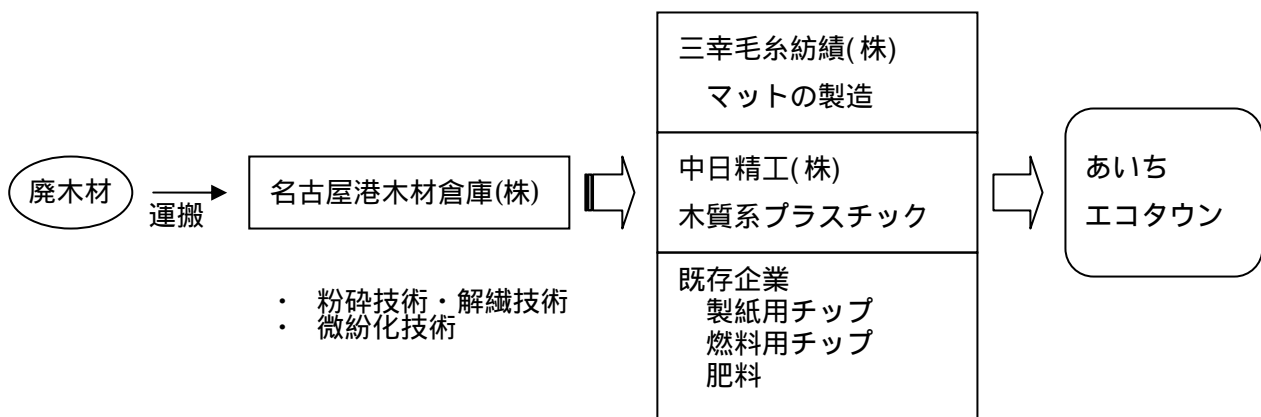 廃木材
運搬
名古屋港木材倉庫(株)
・ 粉砕技術・解繊技術
・ 微紛化技術
三幸毛糸紡績(株)
マットの製造
中日精工(株)
木質系プラスチック
既存企業
製紙用チップ
燃料用チップ
肥料
あいち
エコタウン